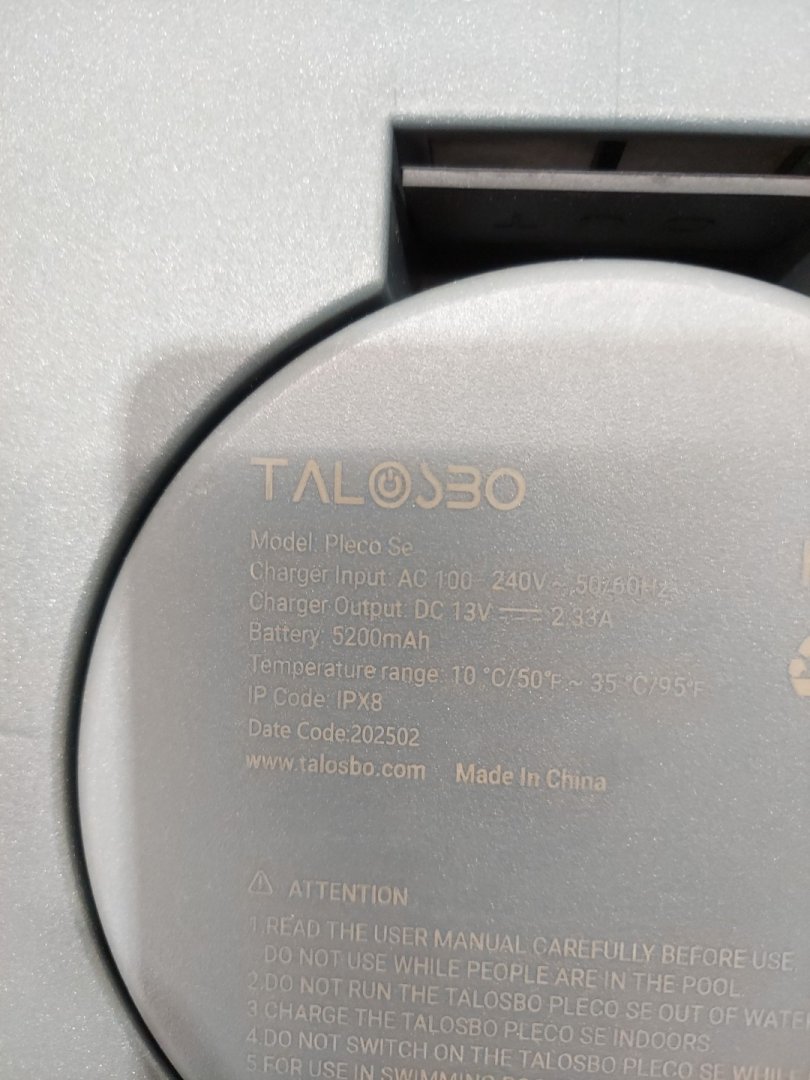 TALOSBO
Model: Pleco Se
Charger Input: AC 100 - 240V ~ 50/60Hz
Charger Output: DC 13V 2.33A
Battery: 5200mAh
Temperature range: 10 °C/50°F ~ 35 °C/95°F
IP Code: IPX8
Date Code:202502
www.talosbo.com Made In China
ATTENTION
1.READ THE USER MANUAL CAREFULLY BEFORE USE,
DO NOT USE WHILE PEOPLE ARE IN THE POOL.
2.DO NOT RUN THE TALOSBO PLECO SE OUT OF WATER
3.CHARGE THE TALOSBO PLECO SE INDOORS
4.DO NOT SWITCH ON THE TALOSBO PLECO SE WHILE
5.FOR USE IN SWIMMING